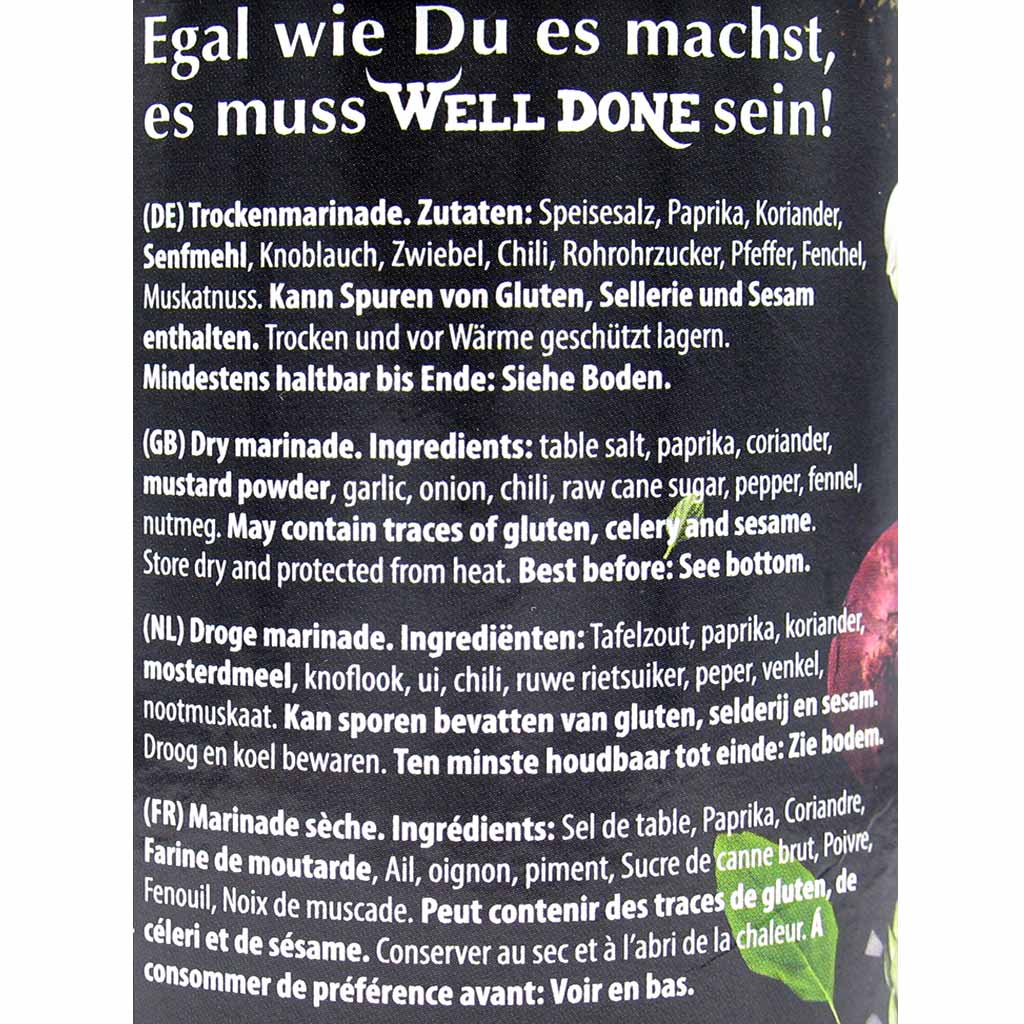 Egal wie Du es machst,
es muss WELL DONE sein!
(DE) Trockenmarinade. Zutaten: Speisesalz, Paprika, Koriander,
Senfmehl, Knoblauch, Zwiebel, Chili, Rohrohrzucker, Pfeffer, Fenchel,
Muskatnuss. Kann Spuren von Gluten, Sellerie und Sesam
enthalten. Trocken und vor Wärme geschützt lagern.
Mindestens haltbar bis Ende: Siehe Boden.
(GB) Dry marinade. Ingredients: table salt, paprika, coriander,
mustard powder, garlic, onion, chili, raw cane sugar, pepper, fennel,
nutmeg. May contain traces of gluten, celery and sesame.
Store dry and protected from heat. Best before: See bottom.
(NL) Droge marinade. Ingrediënten: Tafelzout, paprika, koriander,
mosterdmeel, knoflook, ui, chili, ruwe rietsuiker, peper, venkel,
nootmuskaat. Kan sporen bevatten van gluten, selderij en sesam.
Droog en koel bewaren. Ten minste houdbaar tot einde: Zie bodem.
(FR) Marinade sèche. Ingrédients: Sel de table, Paprika, Coriandre,
Farine de moutarde, Ail, oignon, piment, Sucre de canne brut, Poivre,
Fenouil, Noix de muscade. Peut contenir des traces de gluten, de
céleri et de sésame. Conserver au sec et à l'abri de la chaleur. Á
consommer de préférence avant: Voir en bas.